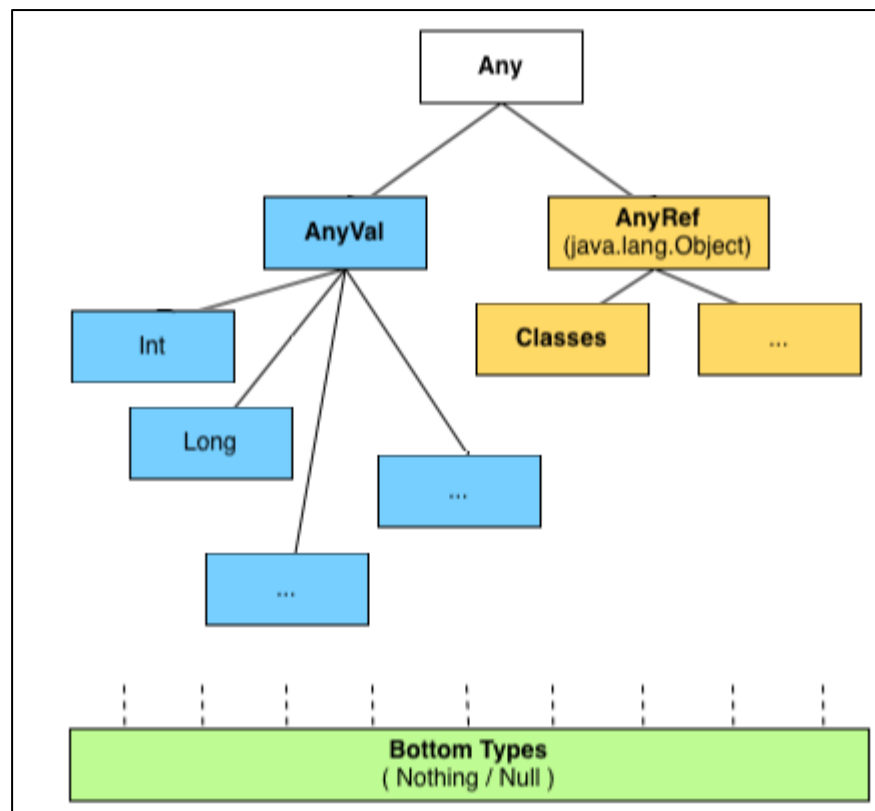 Any
AnyVal
AnyRef
(java.lang.Object)
Int
Classes
...
Long
...
...
Bottom Types
( Nothing / Null )